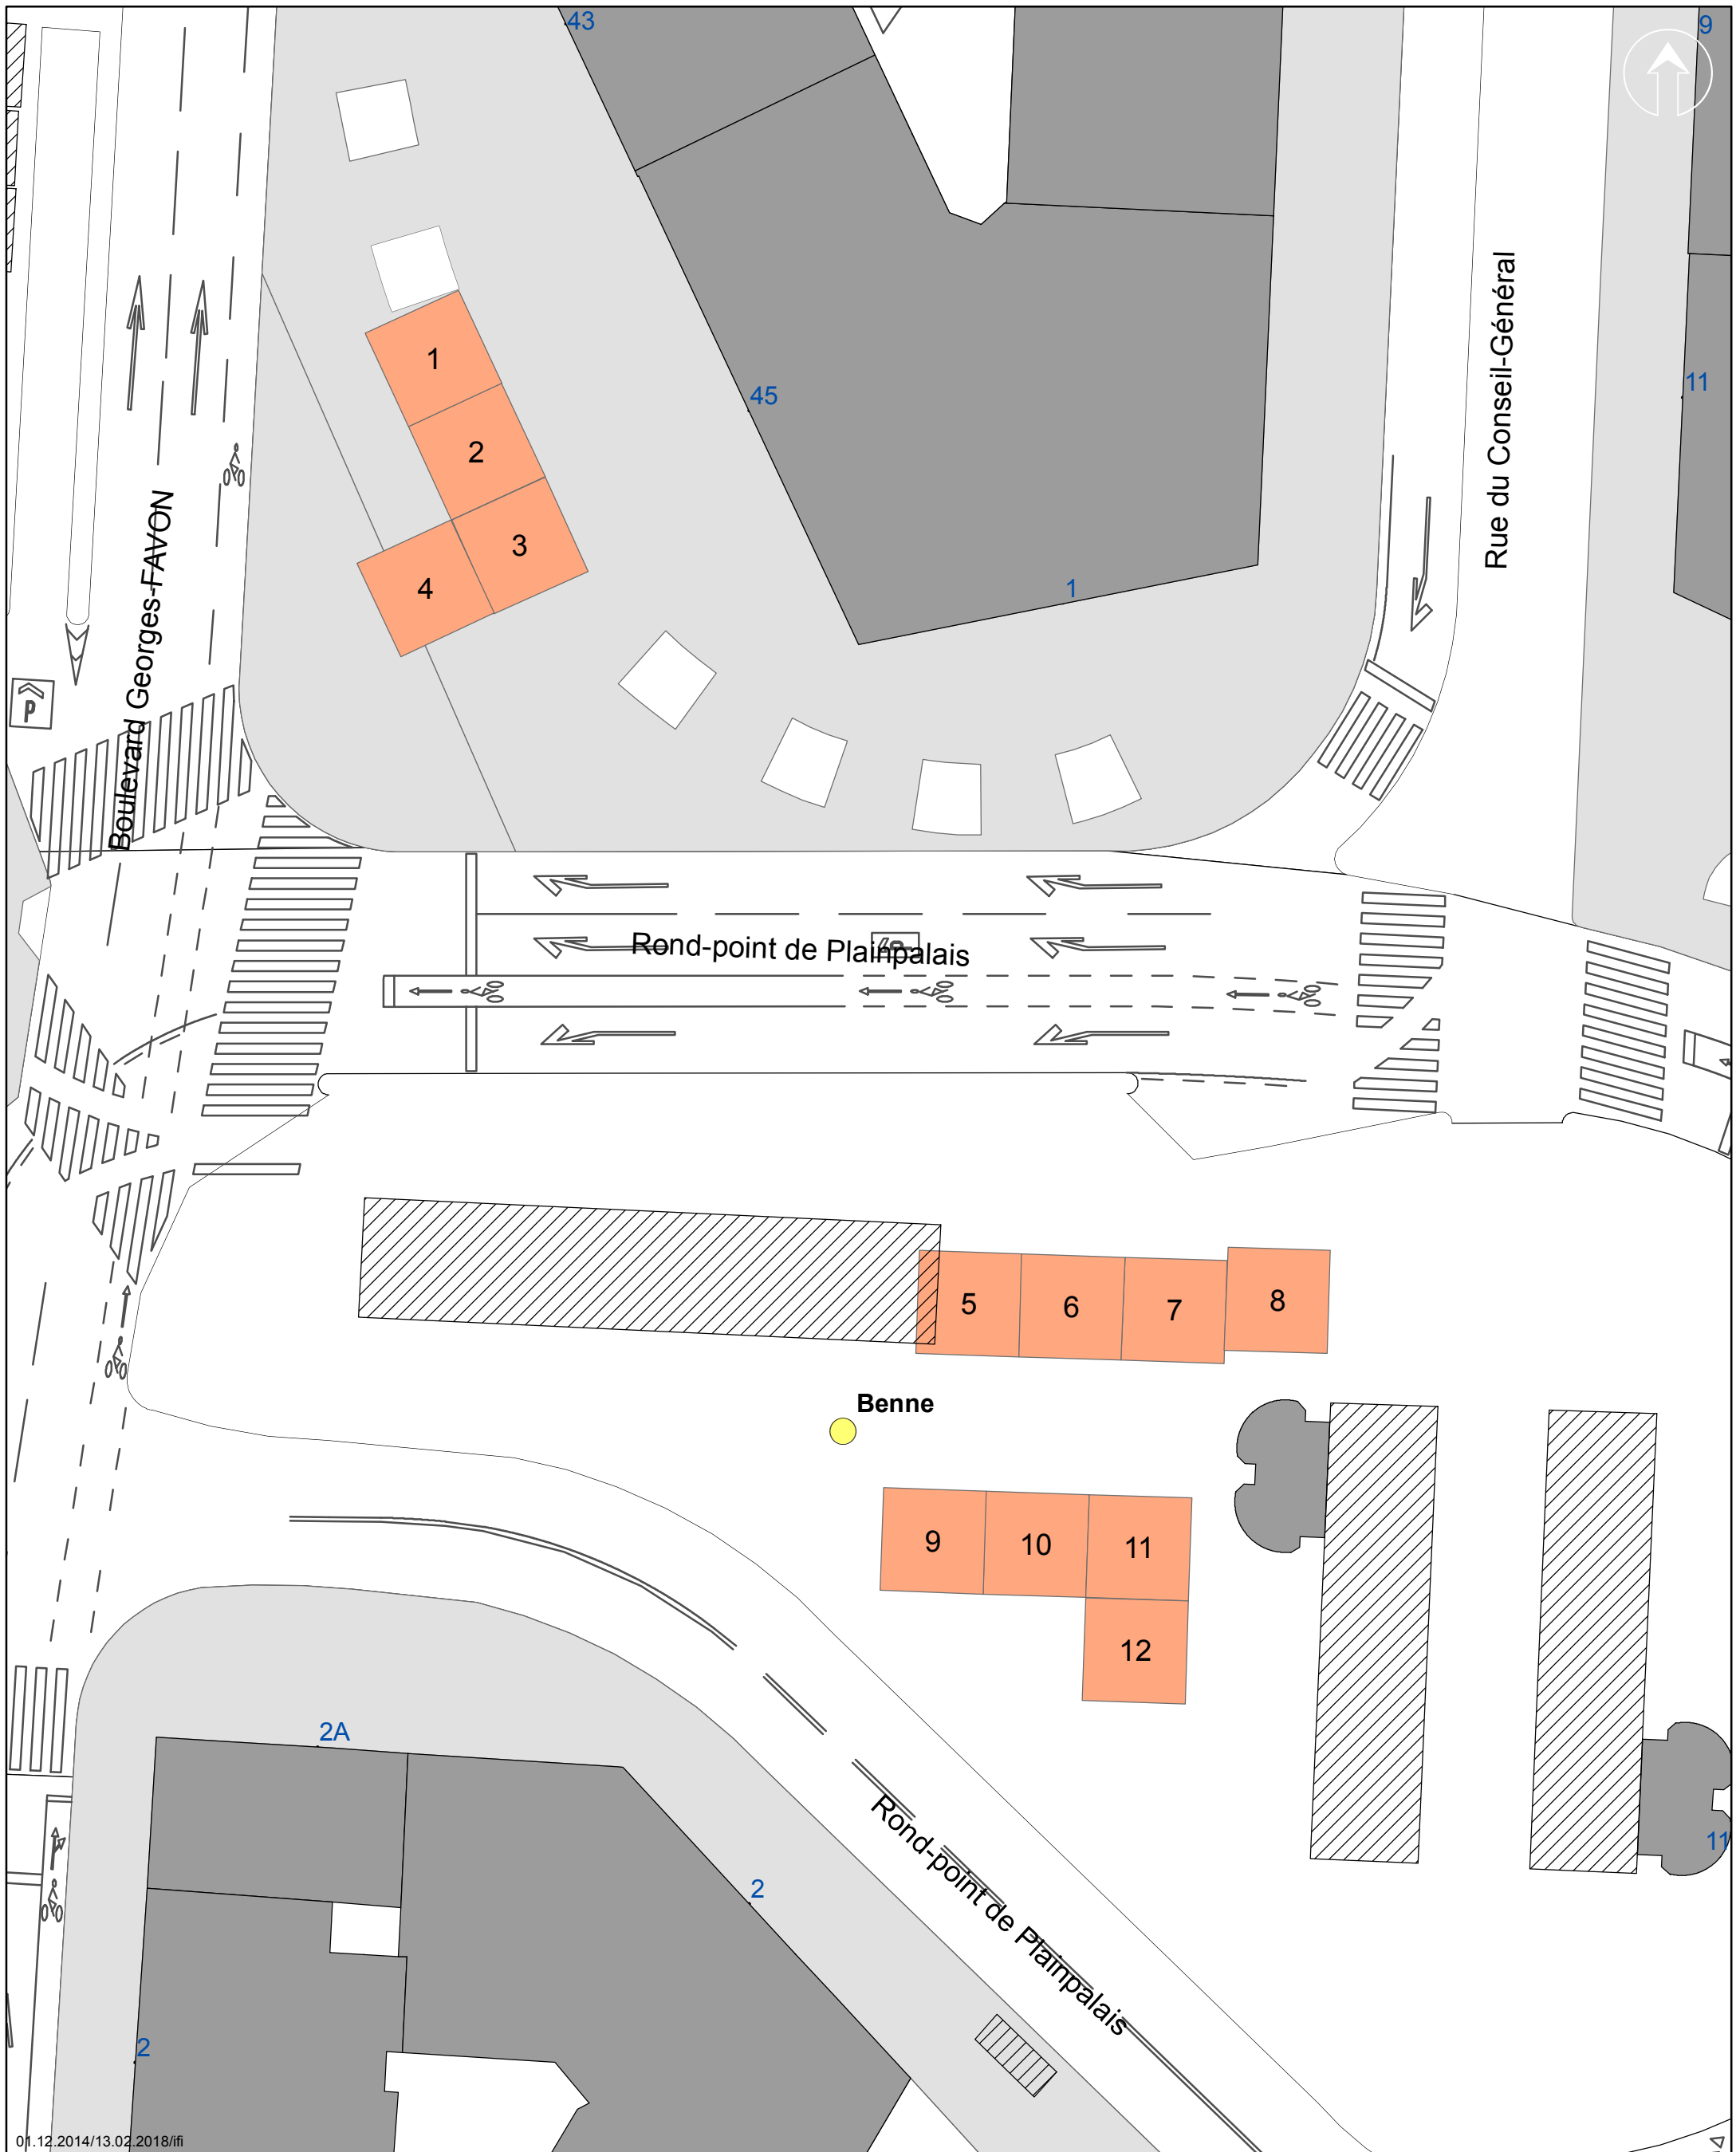 43
9
Rue du Conseil-Général
1
45
11
2
3
Boulevard Georges-FAVON
4
1
P
Rond-point de Plainpalais
5
6
7
8
Benne
9
10
11
12
2A
Rond-point de Plainpalais
11
2
2
01.12.2014/13.02.2018/ifi